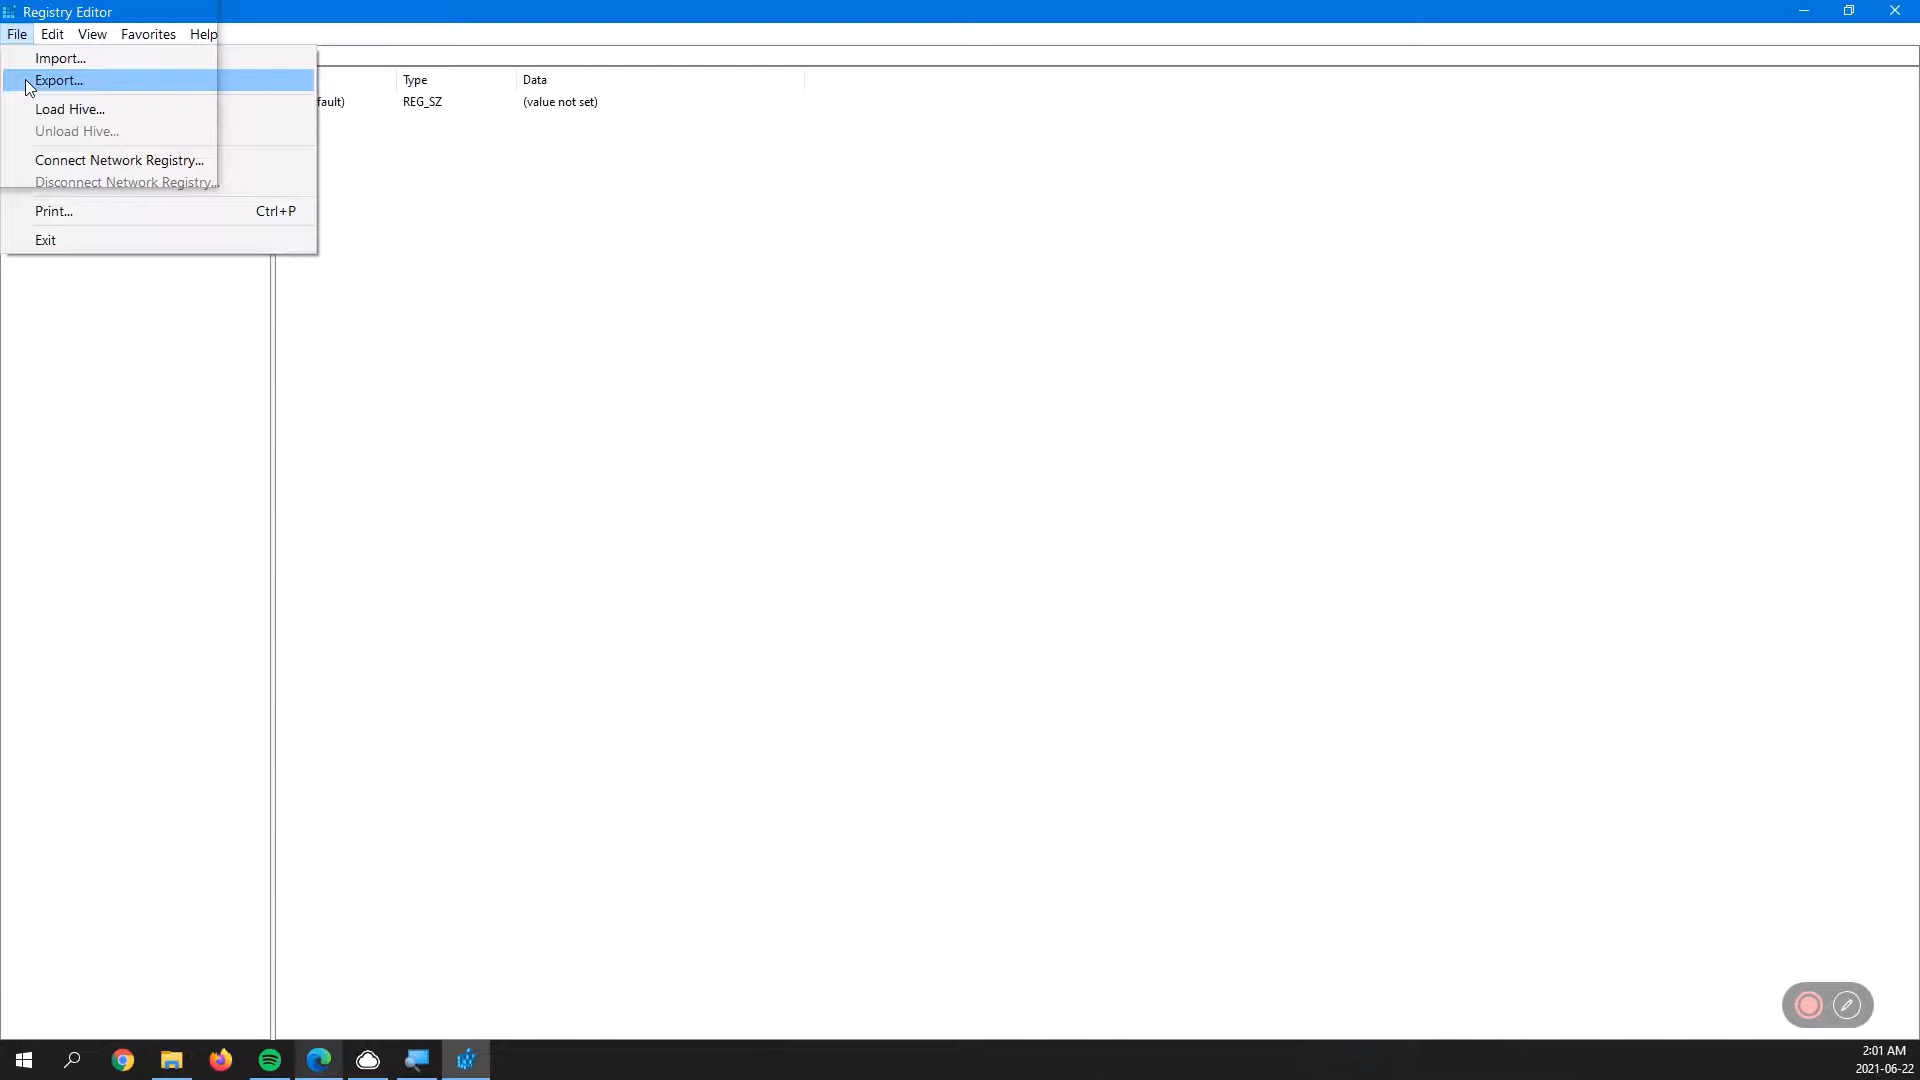 Registry Editor
File Edit View Favorites Help
Import...
Export...
Load Hive...
Unload Hive...
Connect Network Registry...
Disconnect Network Registry...
Print... Ctrl+P
Exit
Type Data
fault) REG_SZ (value not set)
2:01 AM
2021-06-22